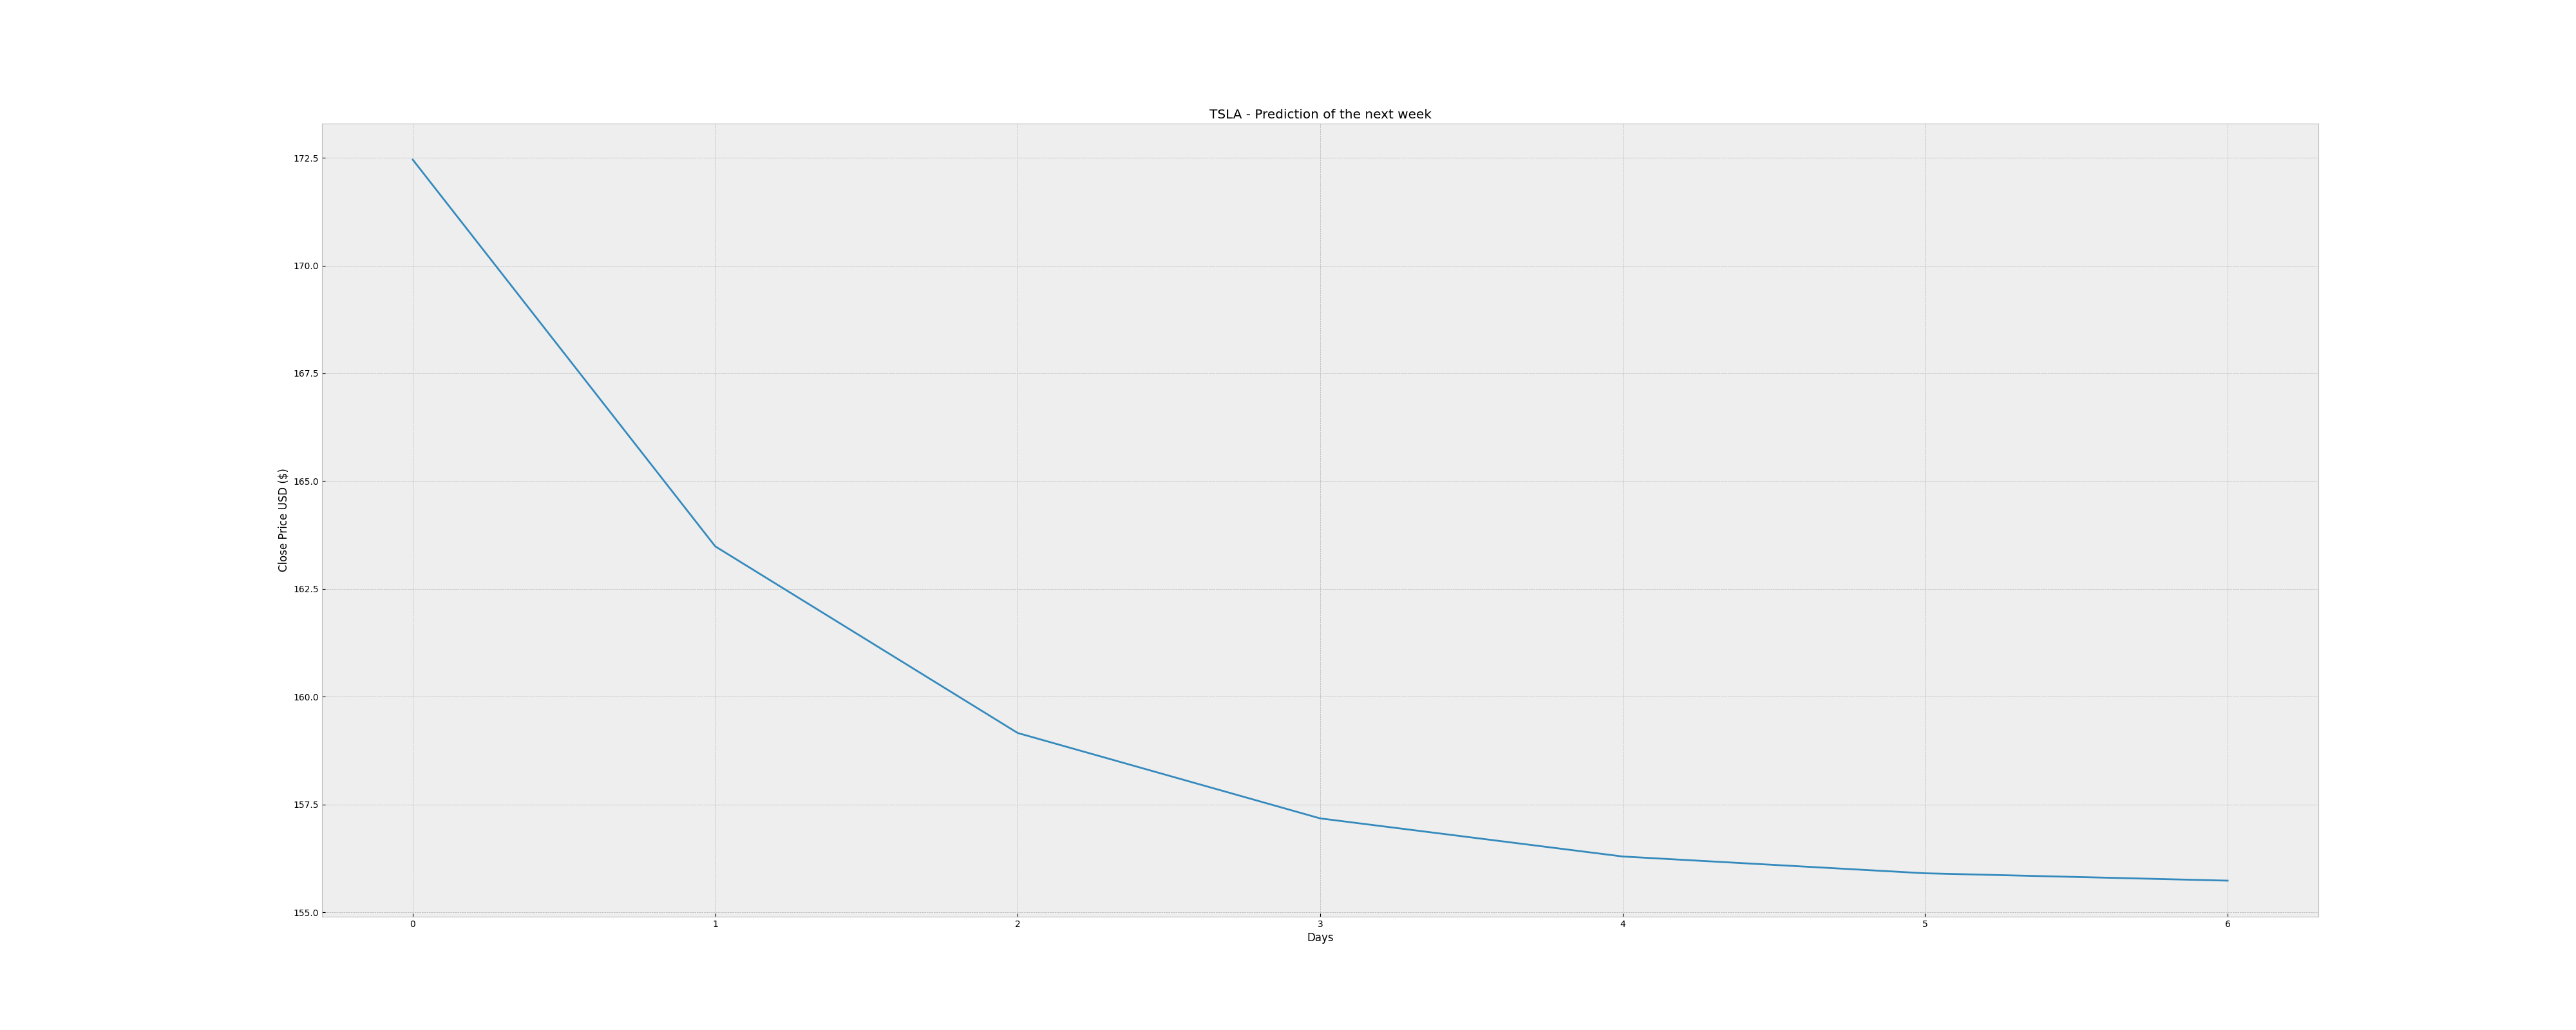 TSLA - Prediction of the next week
Close Price USD ($)
172.5
170.0
167.5
165.0
162.5
160.0
157.5
155.0
0 1 2 3 4 5 6
Days